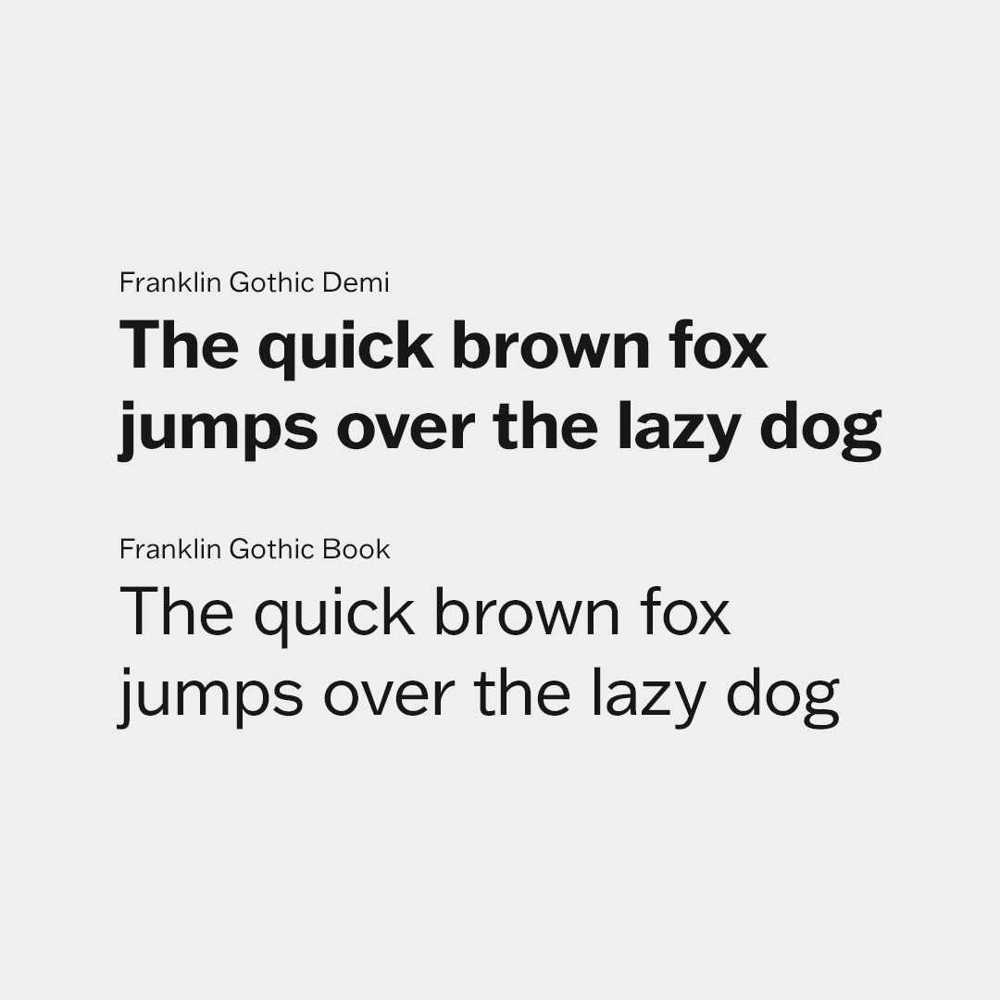 Franklin Gothic Demi
The quick brown fox
jumps over the lazy dog
Franklin Gothic Book
The quick brown fox
jumps over the lazy dog